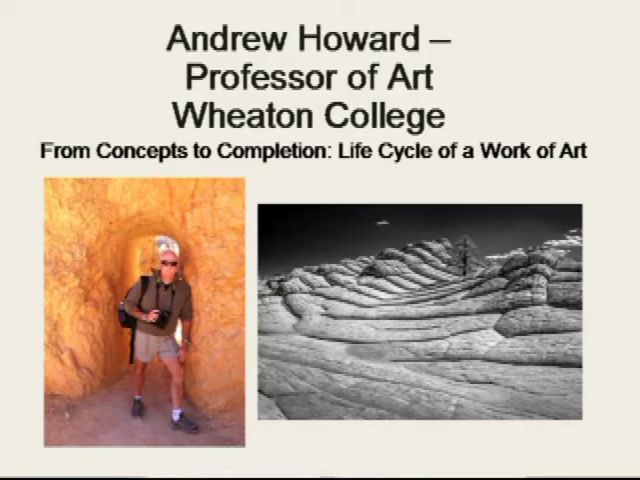 Andrew Howard –
Professor of Art
Wheaton College
From Concepts to Completion: Life Cycle of a Work of Art